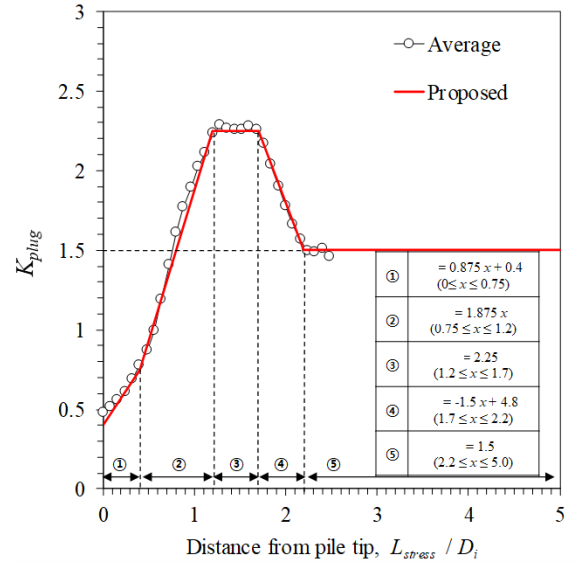 3
2.5
2
1.5
1
0.5
0
K_plug
Average
Proposed
① = 0.875 x + 0.4
(0≤ x ≤ 0.75)
② = 1.875 x
(0.75 ≤ x ≤ 1.2)
③ = 2.25
(1.2 ≤ x ≤ 1.7)
④ = -1.5 x + 4.8
(1.7 ≤ x ≤ 2.2)
⑤ = 1.5
(2.2 ≤ x ≤ 5.0)
① ② ③ ④ ⑤
0 1 2 3 4 5
Distance from pile tip, L_stress / D_i